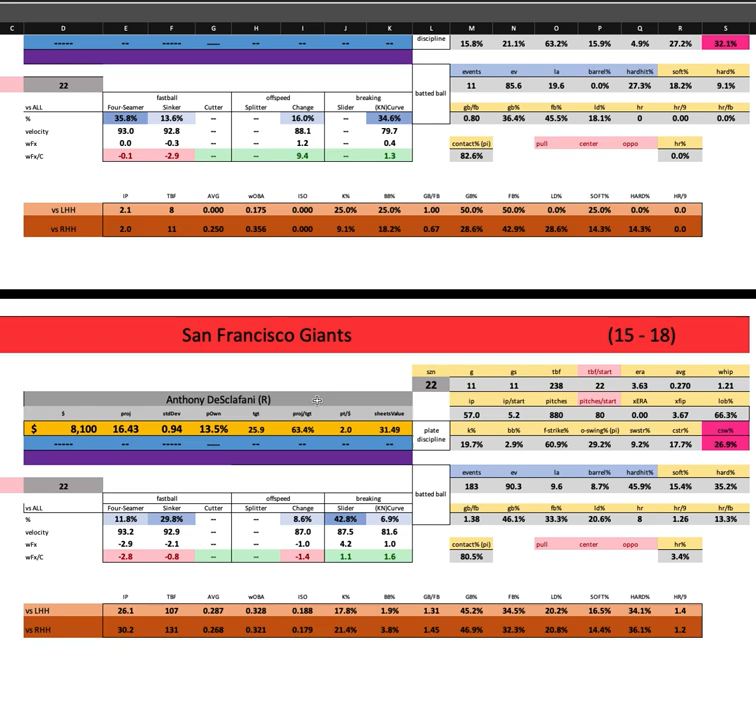 C D E F G H I J K L M N O P Q R S
----- -- ----- ---- -- -- -- -- discipline 15.8% 21.1% 63.2% 15.9% 4.9% 27.2% 32.1%
events ev la barrel% hardhit% soft% hard%
22 batted ball 11 85.6 19.6 0.0% 27.3% 18.2% 9.1%
fastball offspeed breaking
vs ALL Four-Seamer Sinker Cutter Splitter Change Slider (KN)Curve gb/fb gb% fb% ld% hr hr/9 hr/fb
% 35.8% 13.6% -- -- 16.0% -- 34.6% 0.80 36.4% 45.5% 18.1% 0 0.00 0.0%
velocity 93.0 92.8 -- -- 88.1 -- 79.7
wFx 0.0 -0.3 -- -- 1.2 -- 0.4 contact% (pi) pull center oppo hr%
wFx/C -0.1 -2.9 -- -- 9.4 -- 1.3 82.6% 0.0%
IP TBF AVG wOBA ISO K% BB% GB/FB GB% FB% LD% SOFT% HARD% HR/9
vs LHH 2.1 8 0.000 0.175 0.000 25.0% 25.0% 1.00 50.0% 50.0% 0.0% 25.0% 0.0% 0.0
vs RHH 2.0 11 0.250 0.356 0.000 9.1% 18.2% 0.67 28.6% 42.9% 28.6% 14.3% 14.3% 0.0
San Francisco Giants (15 - 18)
szn g gs tbf tbf/start era avg whip
22 11 11 238 22 3.63 0.270 1.21
Anthony DeSclafani (R) ip ip/start pitches pitches/start xERA xfip lob%
$ proj stdDev pOwn tgt proj/tgt pt/$ sheetsValue 57.0 5.2 880 80 0.00 3.67 66.3%
$ 8,100 16.43 0.94 13.5% 25.9 63.4% 2.0 31.49 plate discipline k% bb% f-strike% o-swing% (pi) swstr% cstr% csw%
----- -- ----- ---- -- -- -- -- 19.7% 2.9% 60.9% 29.2% 9.2% 17.7% 26.9%
events ev la barrel% hardhit% soft% hard%
22 batted ball 183 90.3 9.6 8.7% 45.9% 15.4% 35.2%
fastball offspeed breaking
vs ALL Four-Seamer Sinker Cutter Splitter Change Slider (KN)Curve gb/fb gb% fb% ld% hr hr/9 hr/fb
% 11.8% 29.8% -- -- 8.6% 42.8% 6.9% 1.38 46.1% 33.3% 20.6% 8 1.26 13.3%
velocity 93.2 92.9 -- -- 87.0 87.5 81.6
wFx -2.9 -2.1 -- -- -1.0 4.2 1.0 contact% (pi) pull center oppo hr%
wFx/C -2.8 -0.8 -- -- -1.4 1.1 1.6 80.5% 3.4%
IP TBF AVG wOBA ISO K% BB% GB/FB GB% FB% LD% SOFT% HARD% HR/9
vs LHH 26.1 107 0.287 0.328 0.188 17.8% 1.9% 1.31 45.2% 34.5% 20.2% 16.5% 34.1% 1.4
vs RHH 30.2 131 0.268 0.321 0.179 21.4% 3.8% 1.45 46.9% 32.3% 20.8% 14.4% 36.1% 1.2